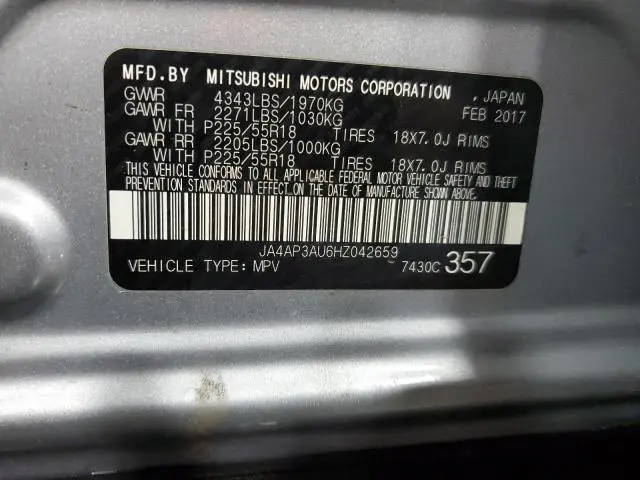 MFD.BY MITSUBISHI MOTORS CORPORATION , JAPAN
GVWR 4343LBS/1970KG FEB 2017
GAWR FR 2271LBS/1030KG
WITH P225/55R18 TIRES 18X7.0J RIMS
GAWR RR 2205LBS/1000KG
WITH P225/55R18 TIRES 18X7.0J RIMS
THIS VEHICLE CONFORMS TO ALL APPLICABLE FEDERAL MOTOR VEHICLE SAFETY AND THEFT
PREVENTION STANDARDS IN EFFECT ON THE DATE OF MANUFACTURE SHOWN ABOVE.
JA4AP3AU6HZ042659
VEHICLE TYPE: MPV 7430C 357